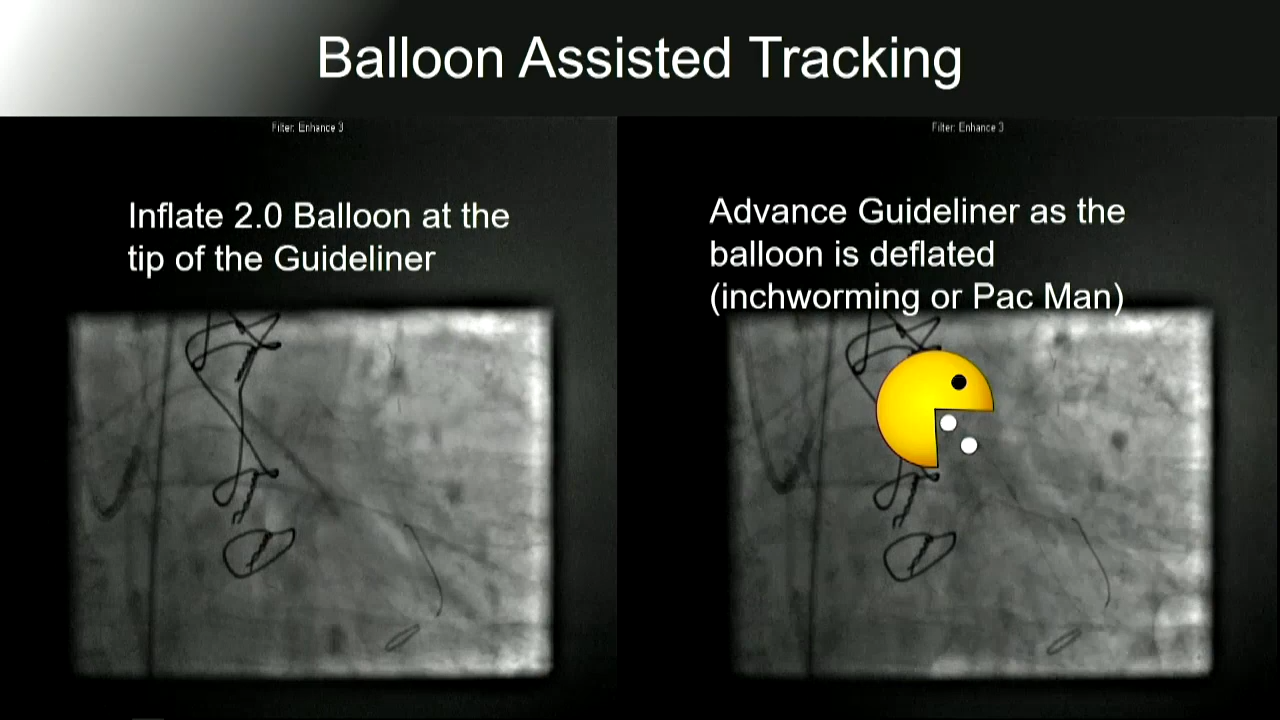 Balloon Assisted Tracking
Filter: Enhance 3
Filter: Enhance 3
Inflate 2.0 Balloon at the
tip of the Guideliner
Advance Guideliner as the
balloon is deflated
(inchworming or Pac Man)